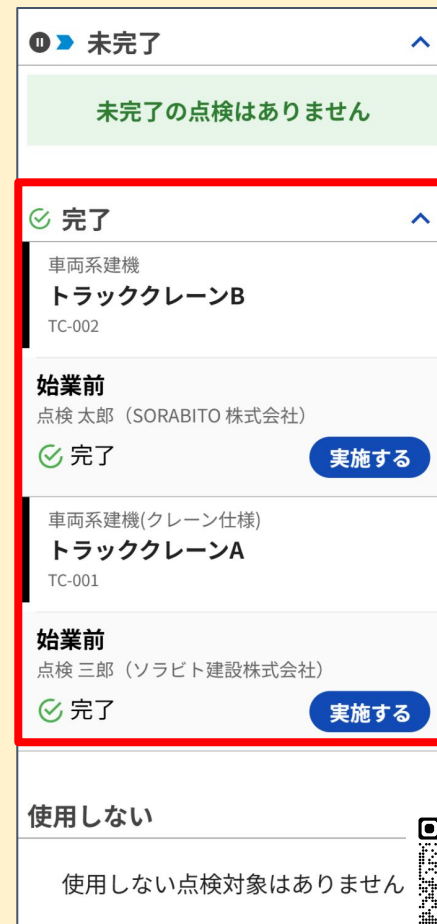 未完了
未完了の点検はありません
完了
車両系建機
トラッククレーンB
TC-002
始業前
点検 太郎（SORABITO 株式会社）
完了
実施する
車両系建機(クレーン仕様)
トラッククレーンA
TC-001
始業前
点検 三郎（ソラビト建設株式会社）
完了
実施する
使用しない
使用しない点検対象はありません